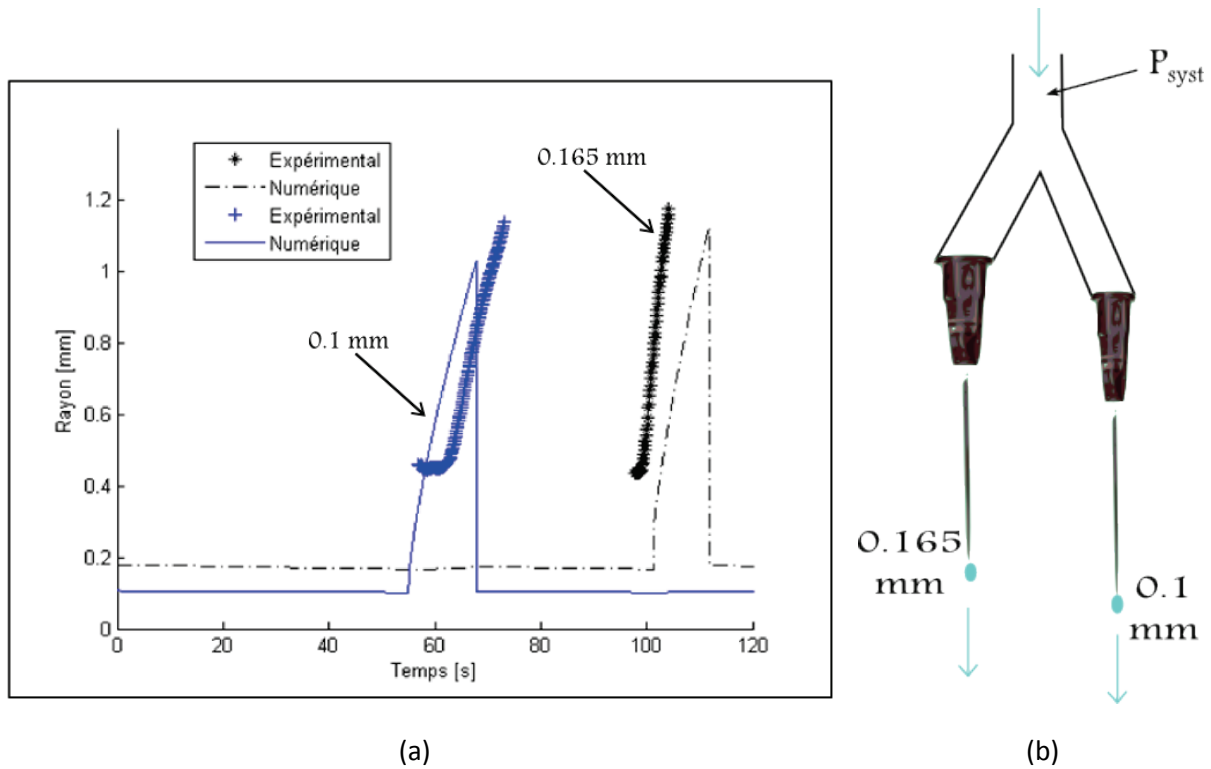 Expérimental
Numérique
Expérimental
Numérique
0.165 mm
0.1 mm
1.2
1
0.8
0.6
0.4
0.2
0
Rayon [mm]
0 20 40 60 80 100 120
Temps [s]
(a)
P_syst
0.165
mm
0.1
mm
(b)